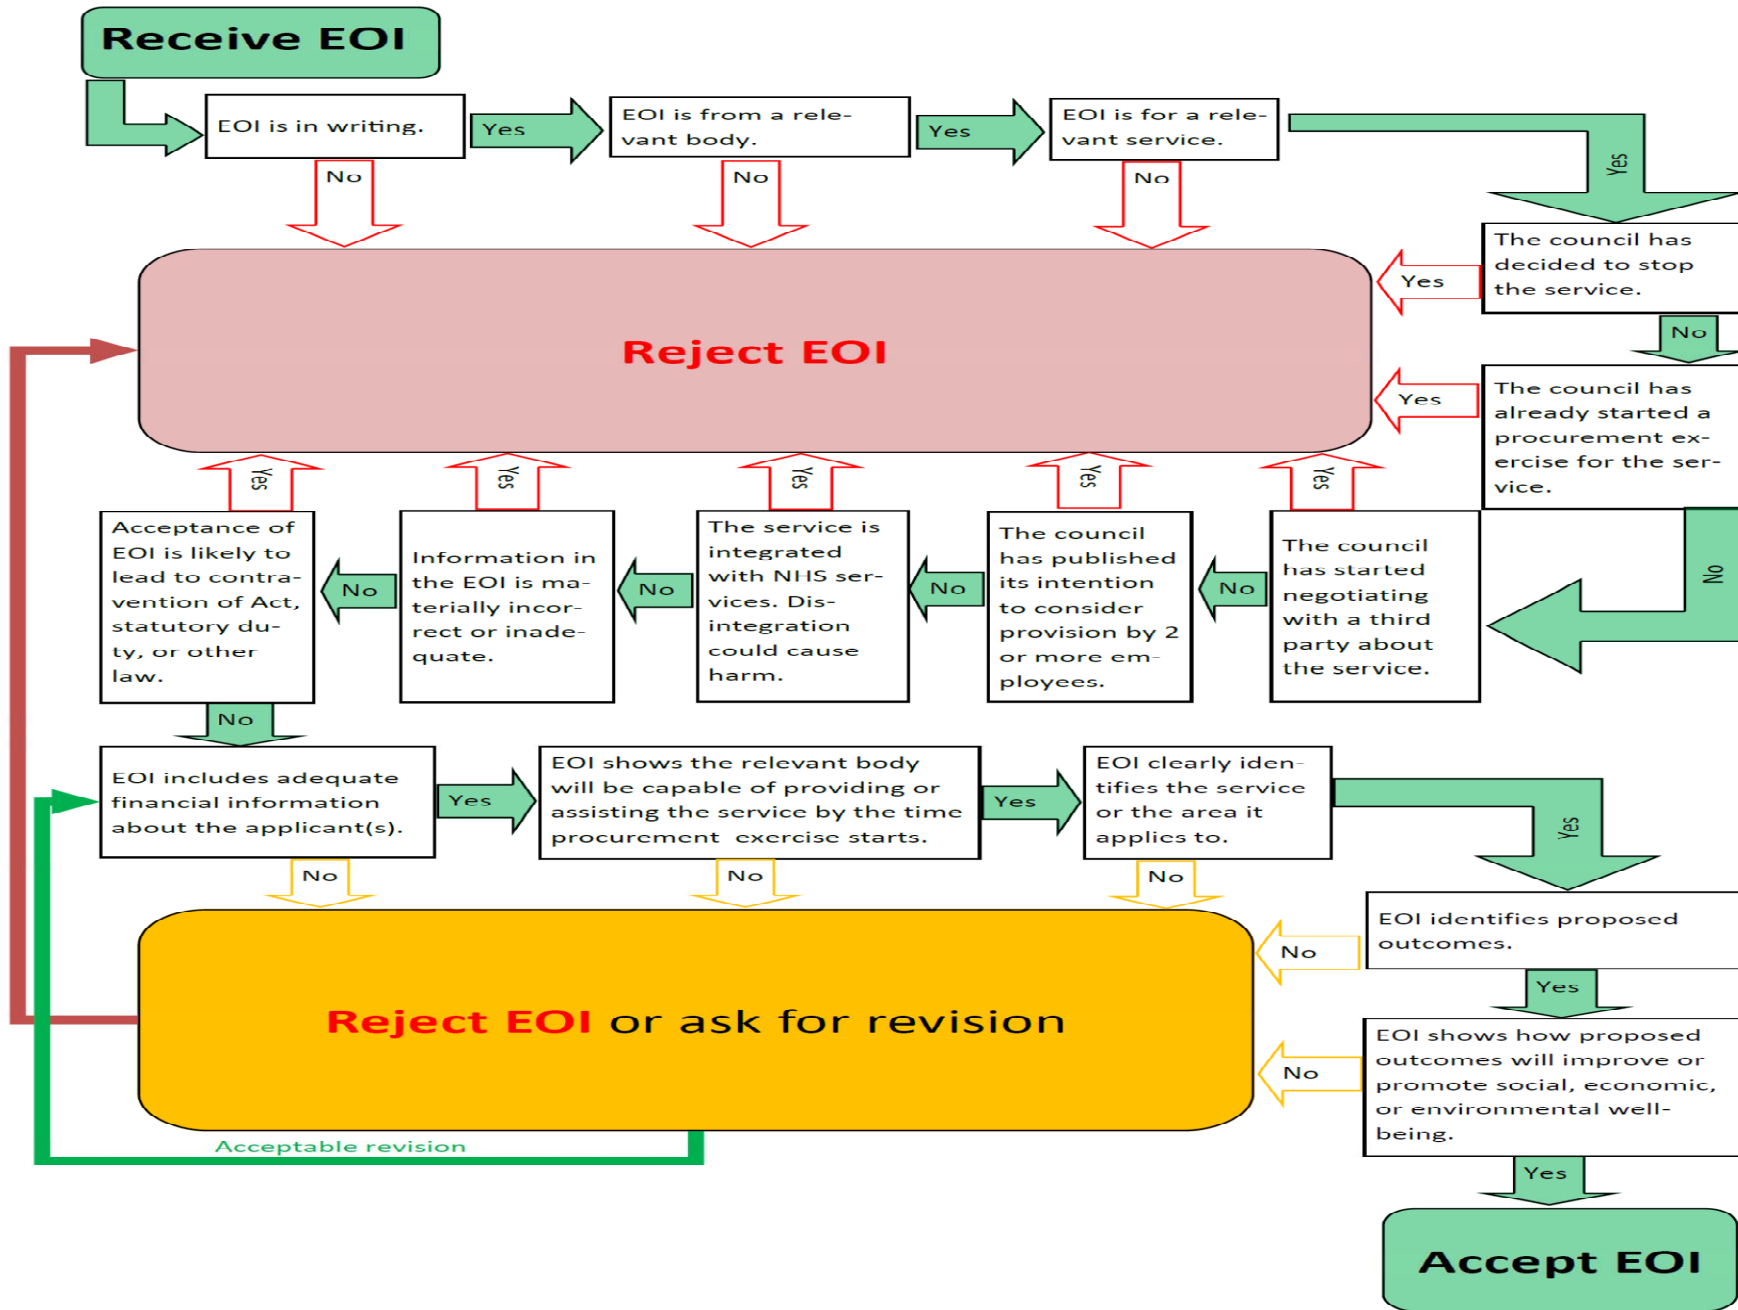 Receive EOI
EOI is in writing.
Yes
EOI is from a rele-
vant body.
Yes
EOI is for a rele-
vant service.
Yes
No
No
No
The council has
decided to stop
the service.
Yes
No
Reject EOI
The council has
already started a
procurement ex-
ercise for the ser-
vice.
Yes
No
Yes
Yes
Yes
Yes
Yes
The council
has started
negotiating
with a third
party about
the service.
No
The council
has published
its intention
to consider
provision by 2
or more em-
ployees.
No
The service is
integrated
with NHS ser-
vices. Dis-
integration
could cause
harm.
No
Information in
the EOI is ma-
terially incor-
rect or inade-
quate.
No
Acceptance of
EOI is likely to
lead to contra-
vention of Act,
statutory du-
ty, or other
law.
No
EOI includes adequate
financial information
about the applicant(s).
Yes
EOI shows the relevant body
will be capable of providing or
assisting the service by the time
procurement exercise starts.
Yes
EOI clearly iden-
tifies the service
or the area it
applies to.
Yes
No
No
No
EOI identifies proposed
outcomes.
No
Yes
Reject EOI or ask for revision
EOI shows how proposed
outcomes will improve or
promote social, economic,
or environmental well-
being.
No
Acceptable revision
Yes
Accept EOI